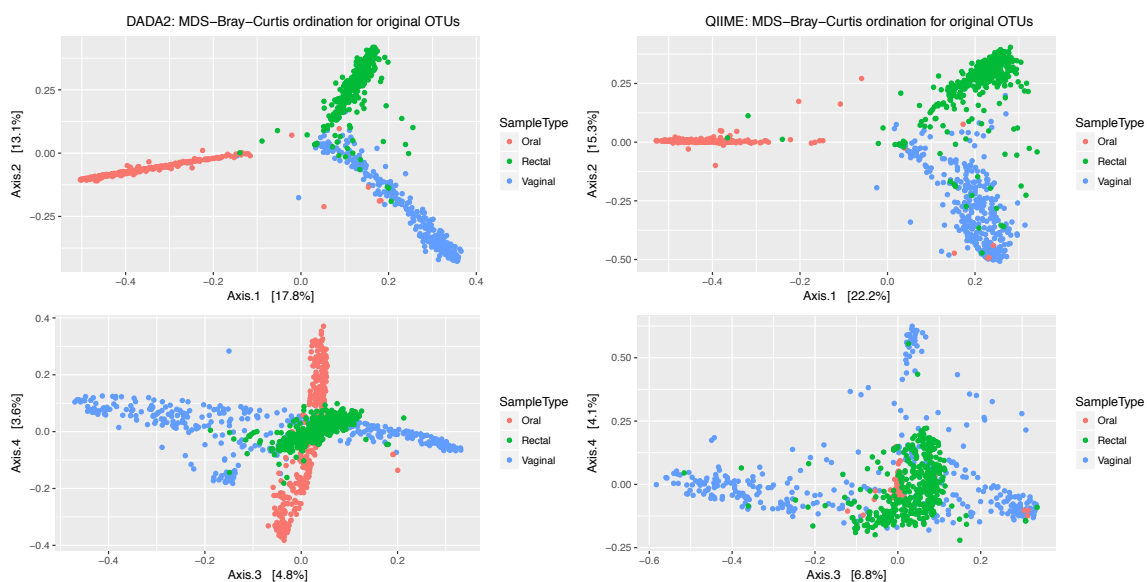 DADA2: MDS−Bray−Curtis ordination for original OTUs
0.25
0.00
−0.25
Axis.2 [13.1%]
−0.4
−0.2
0.0
0.2
0.4
Axis.1 [17.8%]
SampleType
Oral
Rectal
Vaginal
QIIME: MDS−Bray−Curtis ordination for original OTUs
0.25
0.00
−0.25
−0.50
Axis.2 [15.3%]
−0.4
−0.2
0.0
0.2
Axis.1 [22.2%]
SampleType
Oral
Rectal
Vaginal
0.4
0.2
0.0
−0.2
−0.4
Axis.4 [3.6%]
−0.4
−0.2
0.0
0.2
Axis.3 [4.8%]
SampleType
Oral
Rectal
Vaginal
0.50
0.25
0.00
−0.25
Axis.4 [4.1%]
−0.6
−0.4
−0.2
0.0
0.2
Axis.3 [6.8%]
SampleType
Oral
Rectal
Vaginal